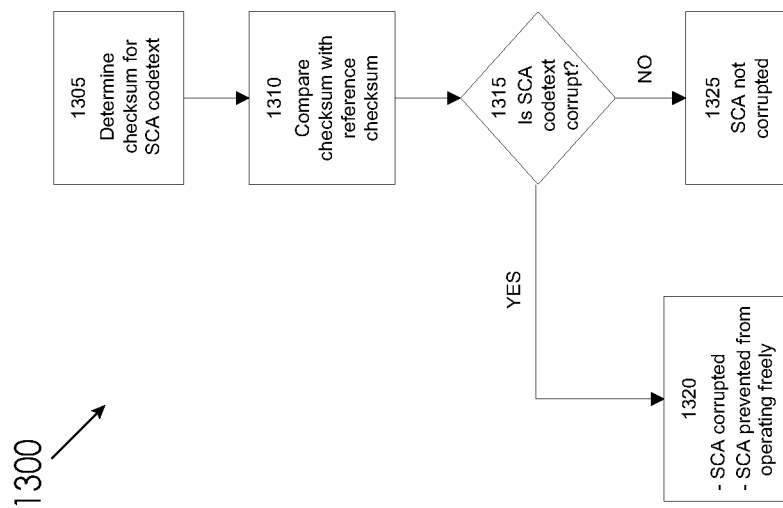 1300
1305
Determine
checksum for
SCA codetext
1310
Compare
checksum with
reference
checksum
1315
Is SCA
codetext
corrupt?
YES
NO
1320
- SCA corrupted
- SCA prevented from
operating freely
1325
SCA not
corrupted